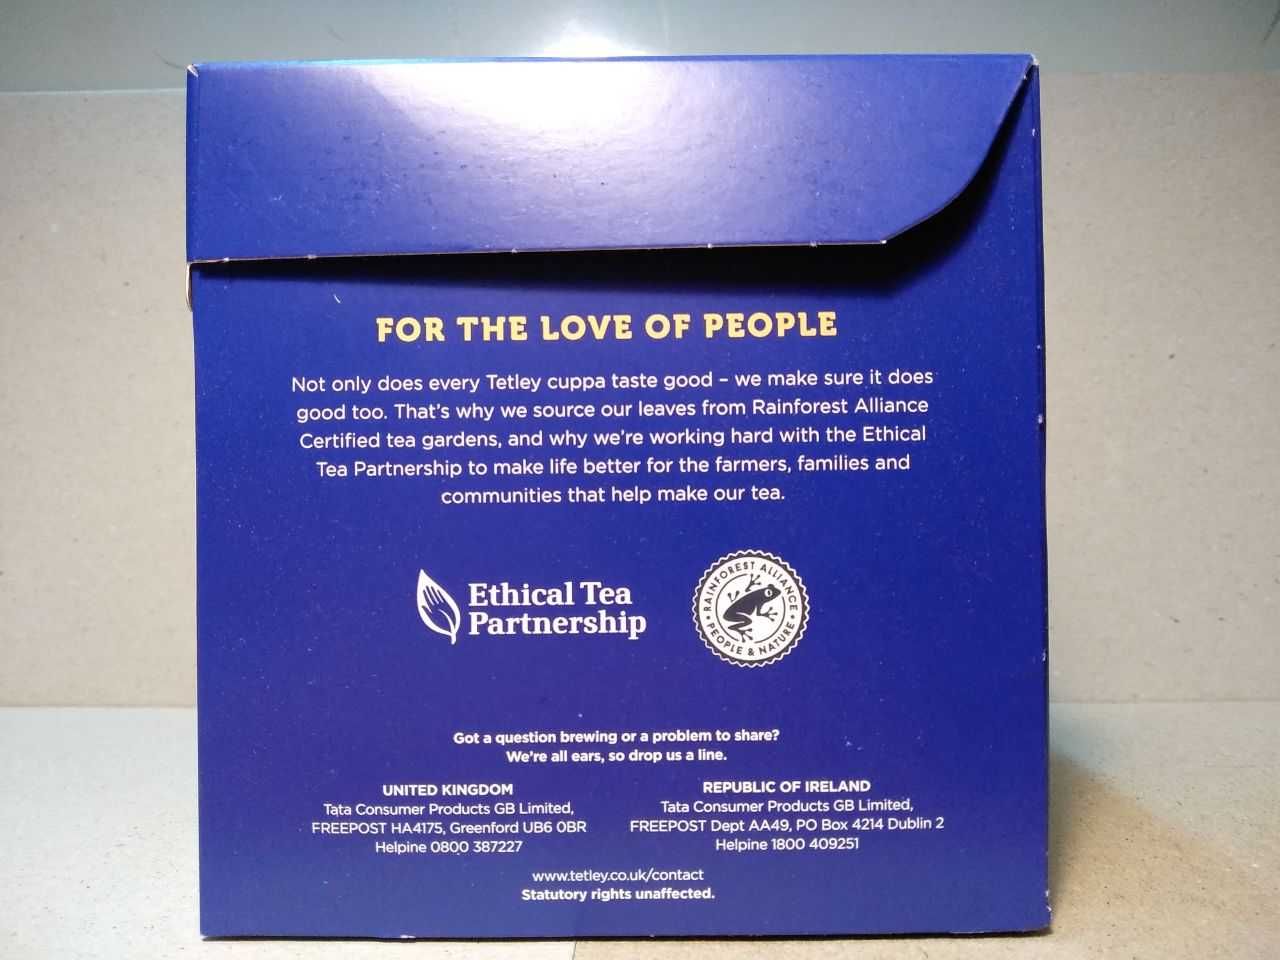 FOR THE LOVE OF PEOPLE
Not only does every Tetley cuppa taste good – we make sure it does
good too. That's why we source our leaves from Rainforest Alliance
Certified tea gardens, and why we're working hard with the Ethical
Tea Partnership to make life better for the farmers, families and
communities that help make our tea.
Ethical Tea
Partnership
RAINFOREST ALLIANCE
PEOPLE & NATURE
Got a question brewing or a problem to share?
We're all ears, so drop us a line.
UNITED KINGDOM
Tata Consumer Products GB Limited,
FREEPOST HA4175, Greenford UB6 0BR
Helpine 0800 387227
REPUBLIC OF IRELAND
Tata Consumer Products GB Limited,
FREEPOST Dept AA49, PO Box 4214 Dublin 2
Helpine 1800 409251
www.tetley.co.uk/contact
Statutory rights unaffected.